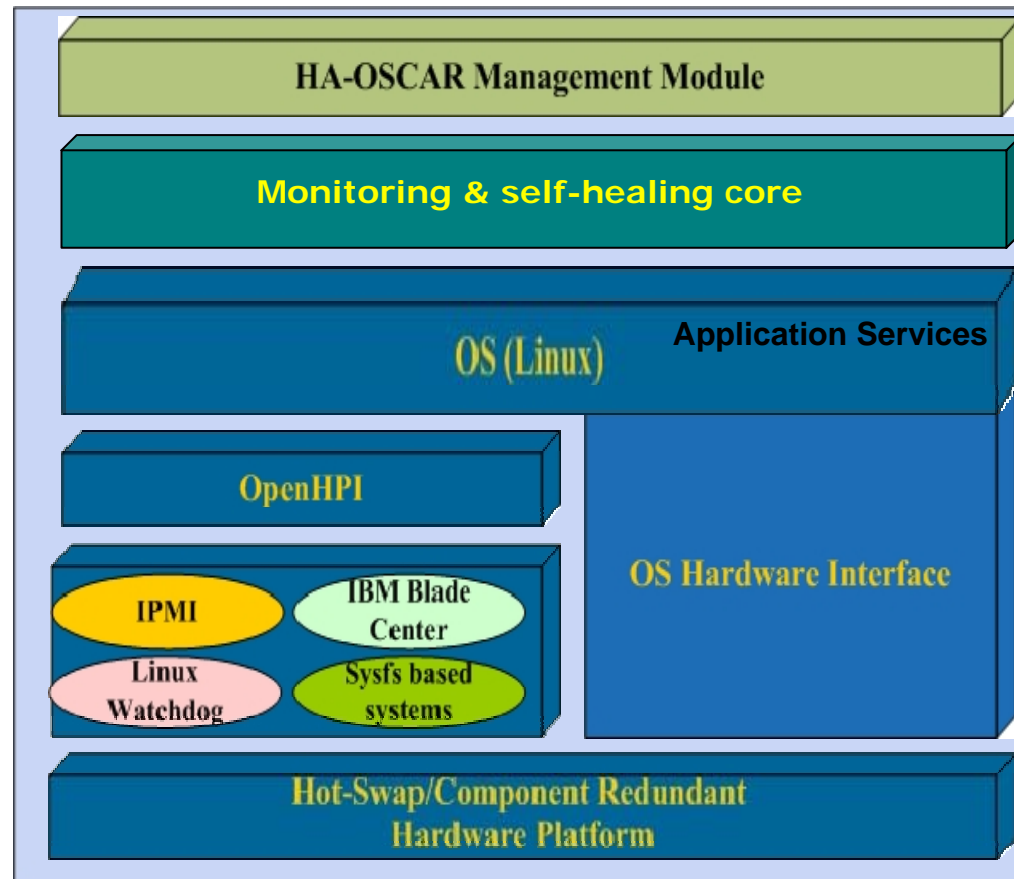 HA-OSCAR Management Module
Monitoring & self-healing core
Application Services
OS (Linux)
OpenHPI
OS Hardware Interface
IPMI
IBM Blade
Center
Linux
Watchdog
Sysfs based
systems
Hot-Swap/Component Redundant
Hardware Platform